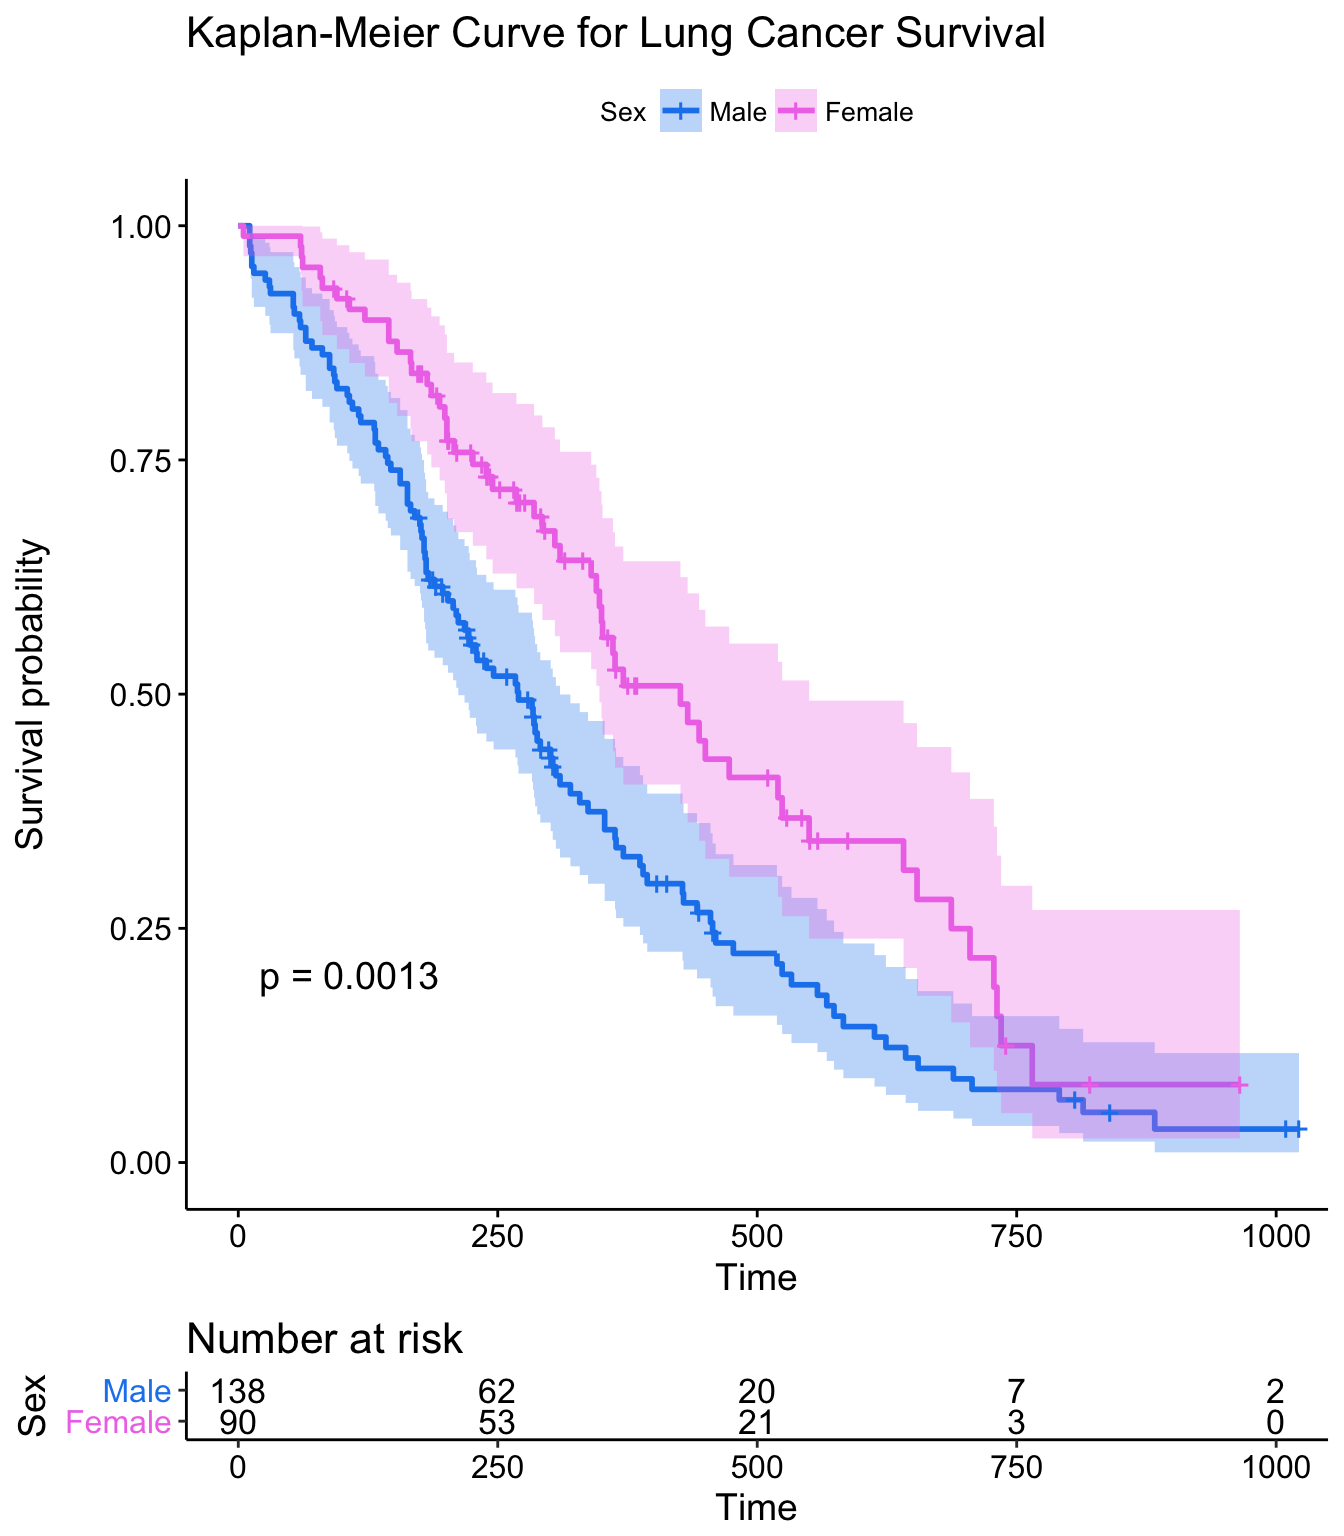 Kaplan-Meier Curve for Lung Cancer Survival
Sex Male Female
Survival probability
1.00
0.75
0.50
0.25
0.00
p = 0.0013
0 250 500 750 1000
Time
Number at risk
Sex
Male 138 62 20 7 2
Female 90 53 21 3 0
0 250 500 750 1000
Time